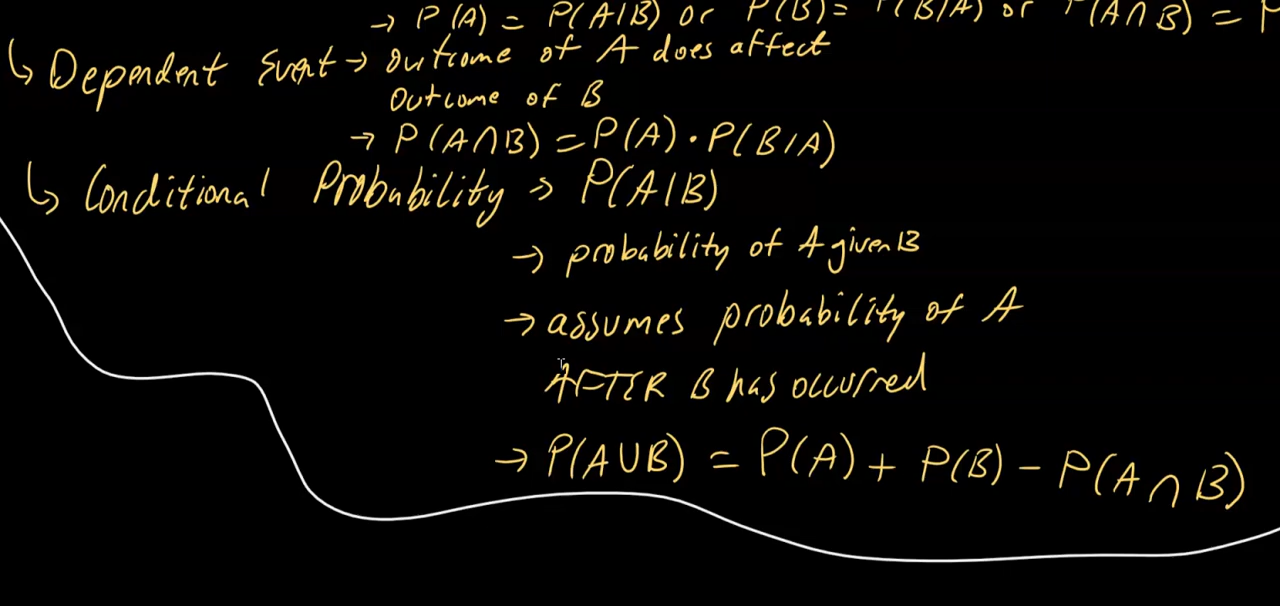 → P(A) = P(A|B) or P(B) = P(B|A) or P(A∩B) =
↳ Dependent Event → Outcome of A does affect
Outcome of B
→ P(A∩B) = P(A) · P(B|A)
↳ Conditional Probability → P(A|B)
→ probability of A given B
→ assumes probability of A
AFTER B has occurred
→ P(A∪B) = P(A) + P(B) - P(A∩B)